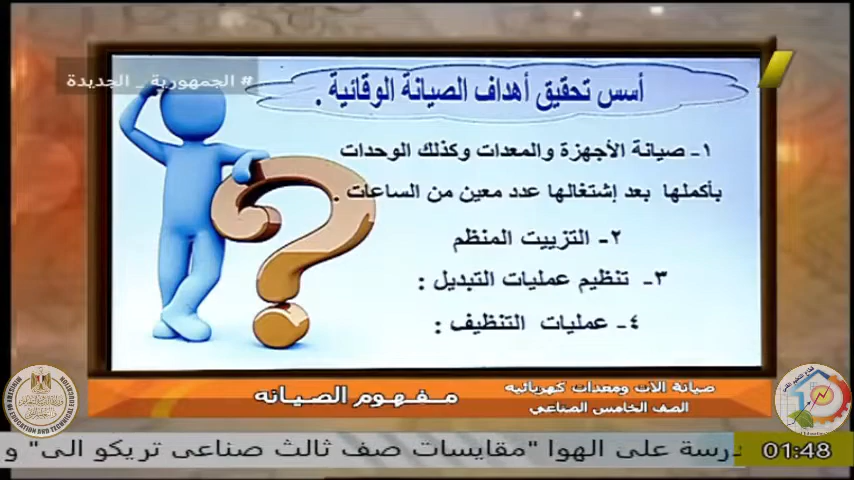 # الجمهورية _ الجديدة
أسس تحقيق أهداف الصيانة الوقائية .
١- صيانة الأجهزة والمعدات وكذلك الوحدات
بأكملها بعد إشتغالها عدد معين من الساعات .
٢- التزييت المنظم
٣- تنظيم عمليات التبديل :
٤- عمليات التنظيف :
صيانة الات ومعدات كهربائيه
الصف الخامس الصناعي
مفهوم الصيانه
درسة على الهوا "مقايسات صف ثالث صناعى تريكو الى" و
01:48